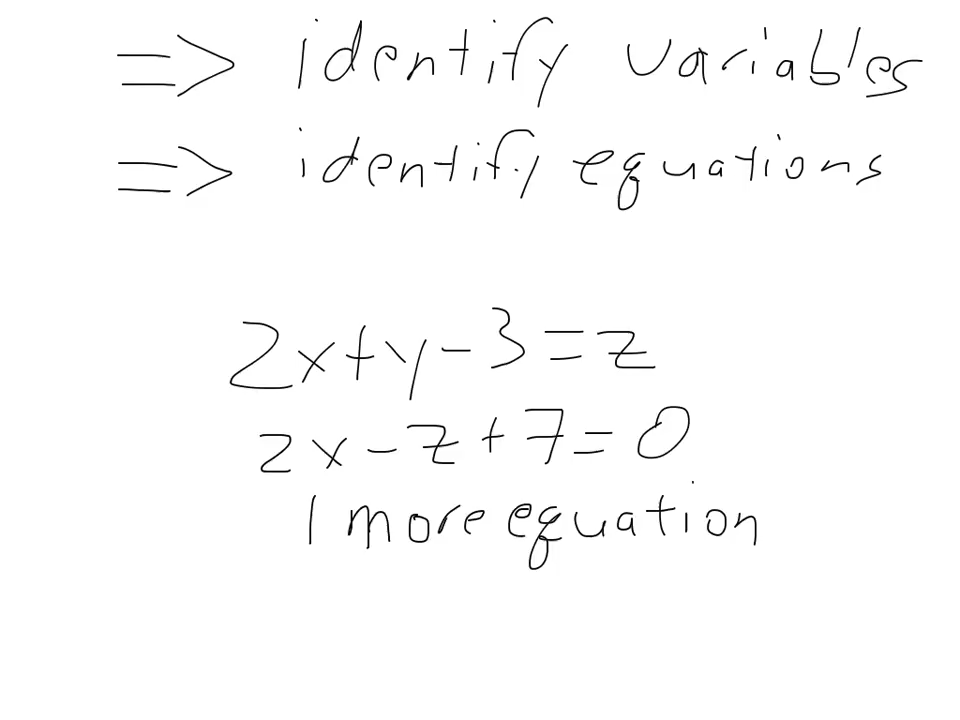 => identify variables
=> identify equations
2x+y-3=z
2x-z+7=0
1 more equation